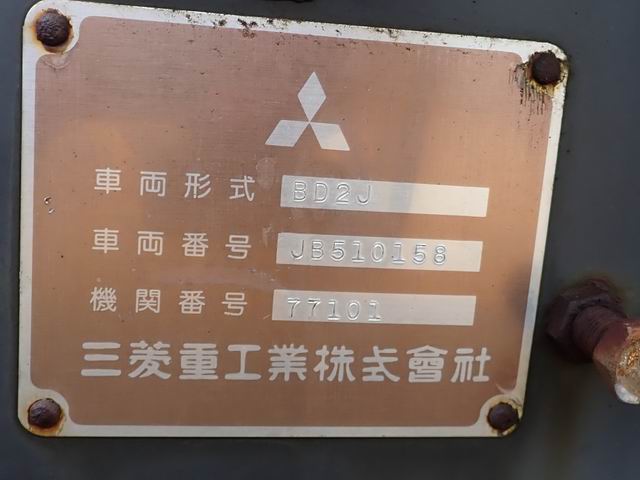 車両形式 BD2J
車両番号 JB510158
機関番号 77101
三菱重工業株式會社